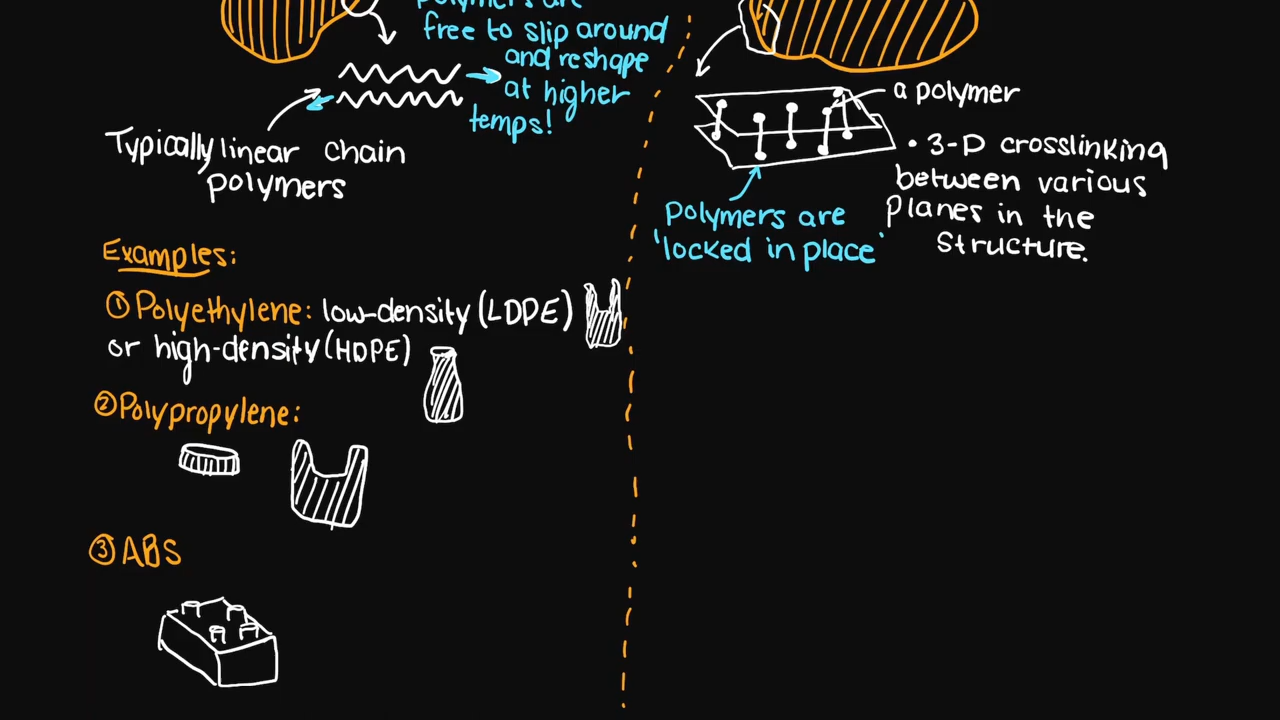 polymers are
free to slip around
and reshape
at higher
temps!
Typically linear chain
polymers
Examples:
① Polyethylene: low-density (LDPE)
or high-density (HDPE)
② Polypropylene:
③ ABS
a polymer
• 3-D crosslinking
between various
planes in the
structure.
Polymers are
'locked in place'